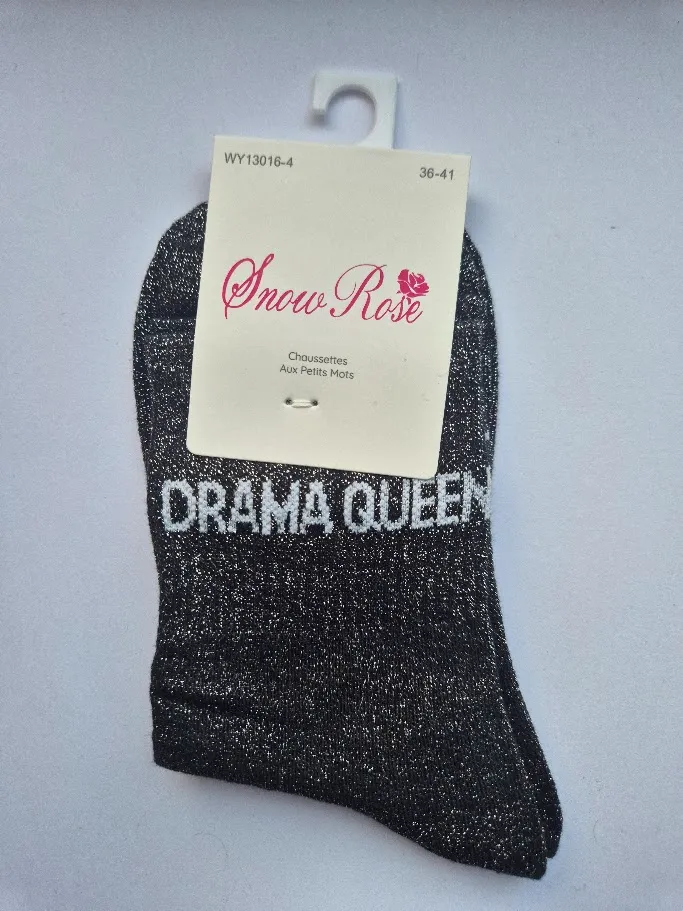 WY13016-4
36-41
Snow Rose
Chaussettes
Aux Petits Mots
DRAMA QUEEN